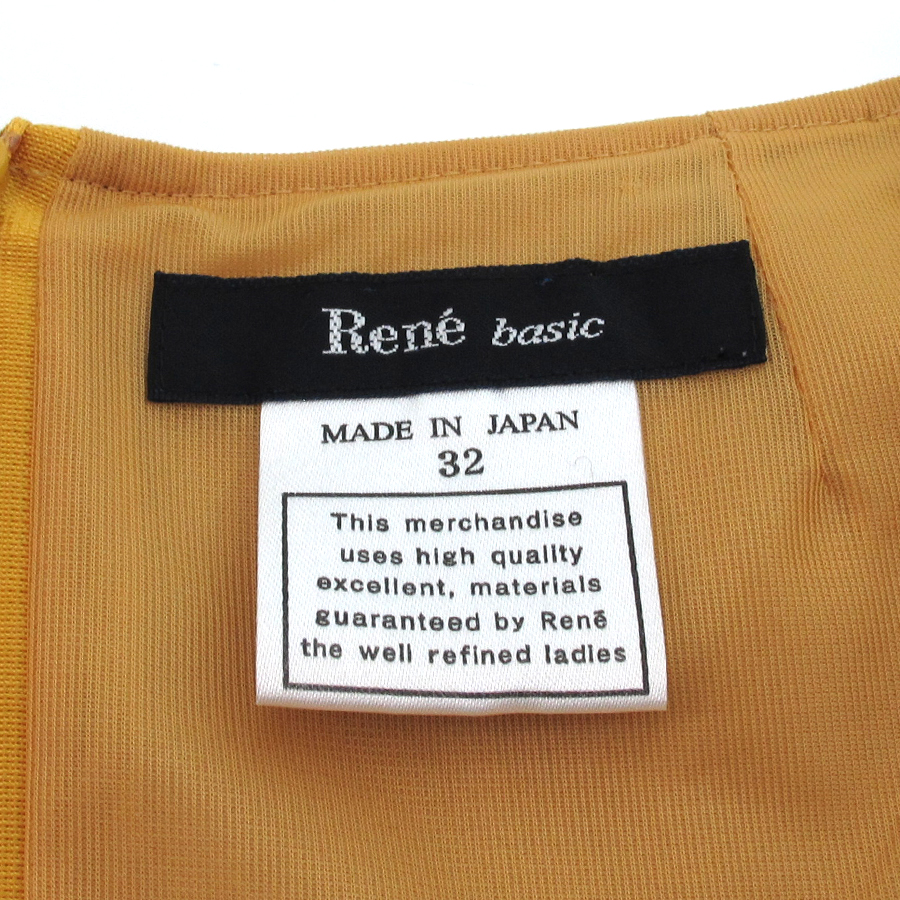 René basic
MADE IN JAPAN
32
This merchandise
uses high quality
excellent, materials
guaranteed by René
the well refined ladies